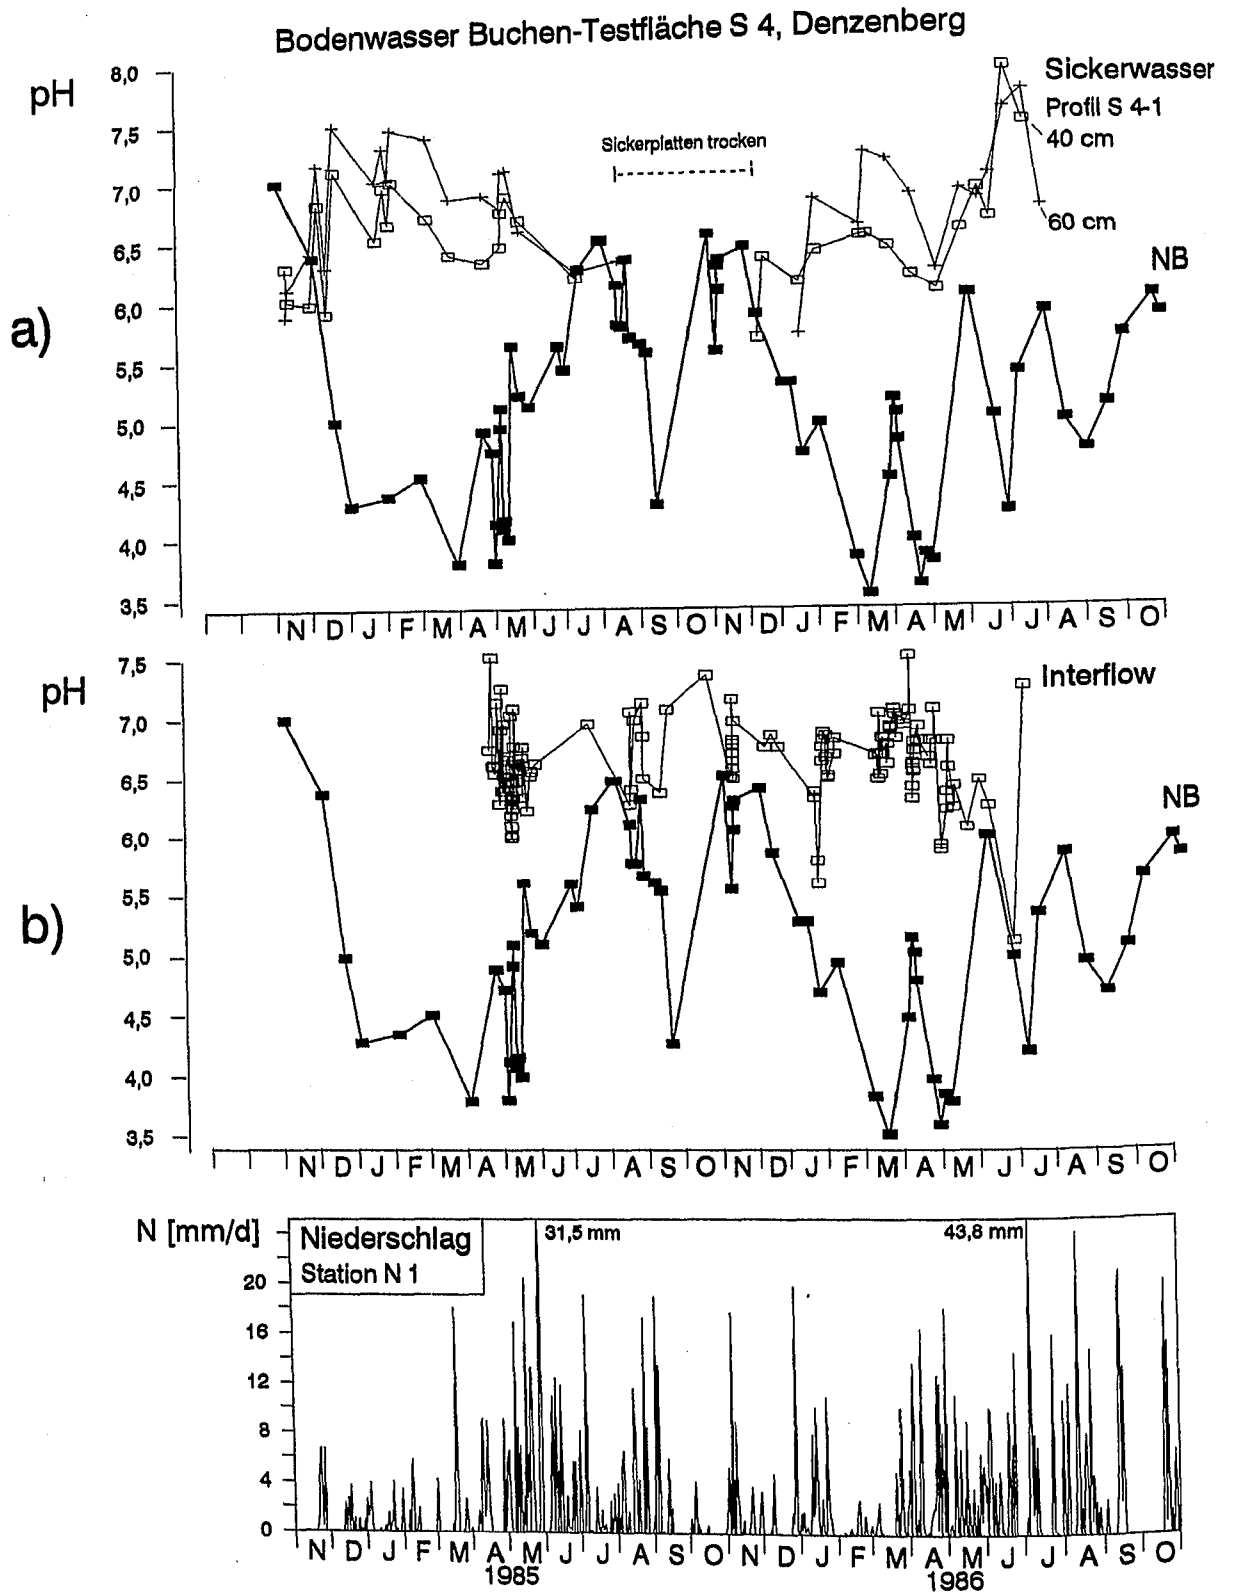 Bodenwasser Buchen-Testfläche S 4, Denzenberg
pH
8,0
7,5
7,0
6,5
6,0
5,5
5,0
4,5
4,0
3,5
a)
Sickerplatten trocken
Sickerwasser
Profil S 4-1
40 cm
60 cm
NB
N D J F M A M J J A S O N D J F M A M J J A S O
pH
7,5
7,0
6,5
6,0
5,5
5,0
4,5
4,0
3,5
b)
Interflow
NB
N D J F M A M J J A S O N D J F M A M J J A S O
N [mm/d]
Niederschlag
Station N 1
31,5 mm
43,8 mm
20
16
12
8
4
0
N D J F M A M J J A S O N D J F M A M J J A S O
1985
1986